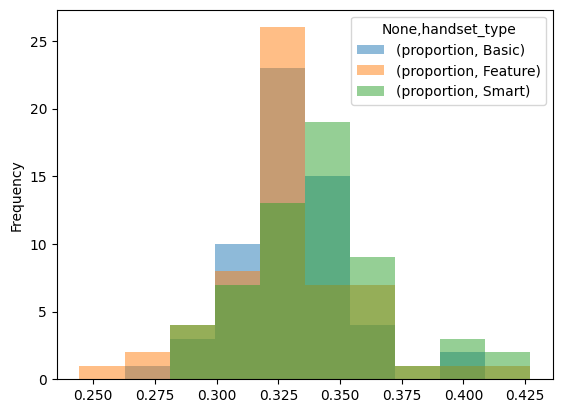 None,handset_type
(proportion, Basic)
(proportion, Feature)
(proportion, Smart)
Frequency
25
20
15
10
5
0
0.250 0.275 0.300 0.325 0.350 0.375 0.400 0.425